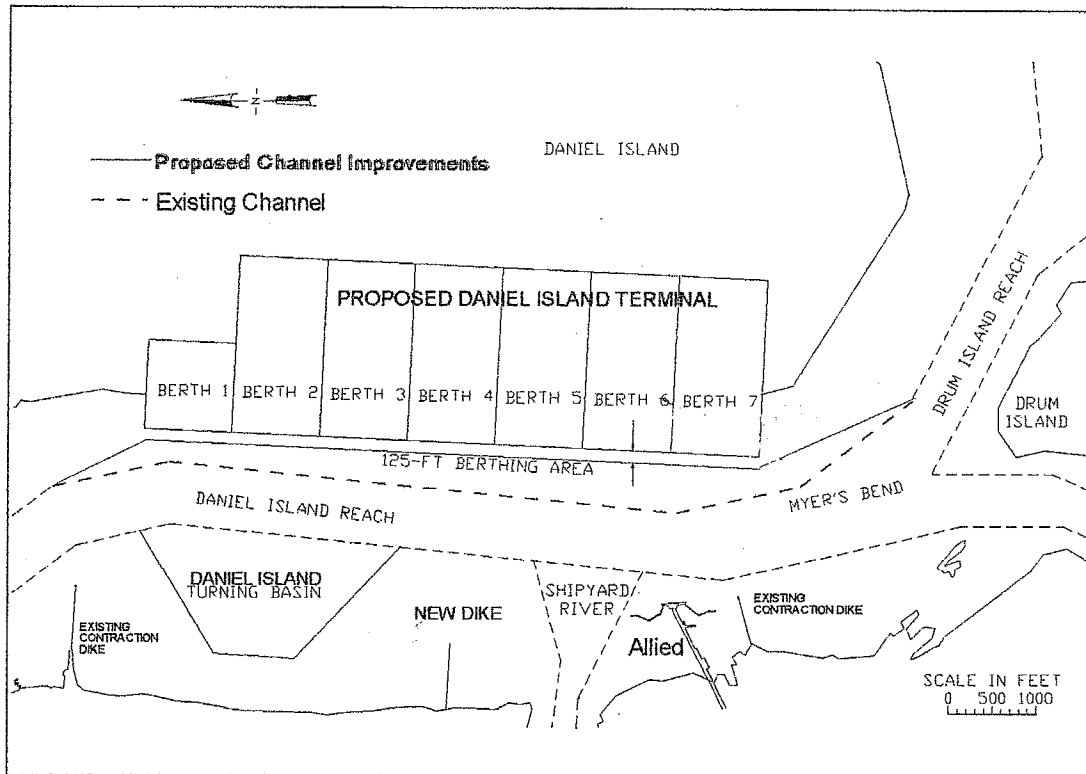 Z
DANIEL ISLAND
Proposed Channel Improvements
Existing Channel
PROPOSED DANIEL ISLAND TERMINAL
BERTH 1
BERTH 2
BERTH 3
BERTH 4
BERTH 5
BERTH 6
BERTH 7
125-FT BERTHING AREA
DRUM ISLAND REACH
DRUM
ISLAND
DANIEL ISLAND REACH
MYER'S BEND
DANIEL ISLAND
TURNING BASIN
SHIPYARD
RIVER
NEW DIKE
EXISTING
CONTRACTION
DIKE
EXISTING
CONTRACTION DIKE
Allied
SCALE IN FEET
0 500 1000